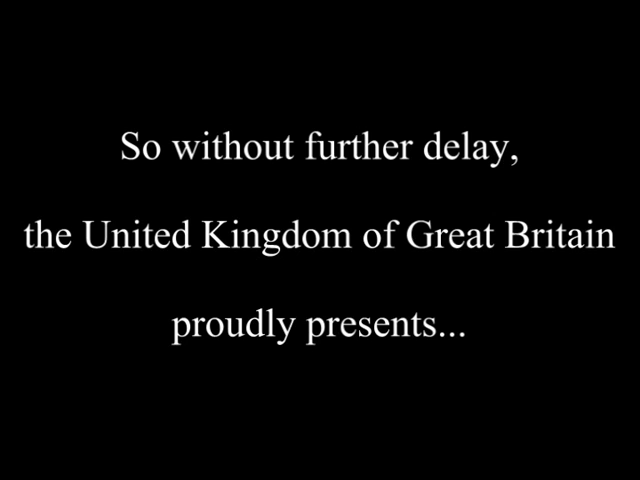 So without further delay,
the United Kingdom of Great Britain
proudly presents...